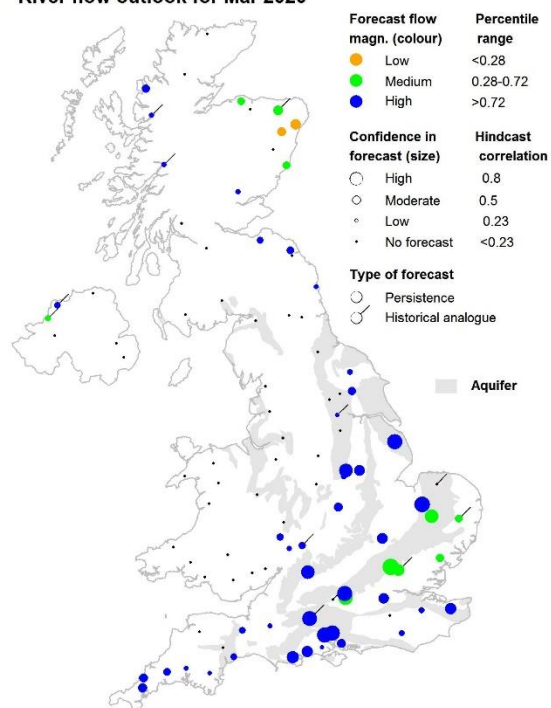 River flow outlook for Mar
Forecast flow Percentile
magn. (colour) range
Low <0.28
Medium 0.28-0.72
High >0.72
Confidence in Hindcast
forecast (size) correlation
High 0.8
Moderate 0.5
Low 0.23
No forecast <0.23
Type of forecast
Persistence
Historical analogue
Aquifer